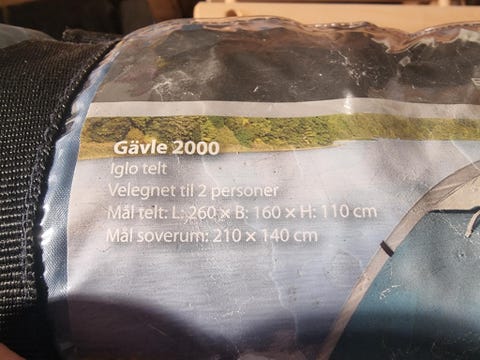 Gävle 2000
Iglo telt
Velegnet til 2 personer
Mål telt: L: 260 × B: 160 × H: 110 cm
Mål soverum: 210 × 140 cm